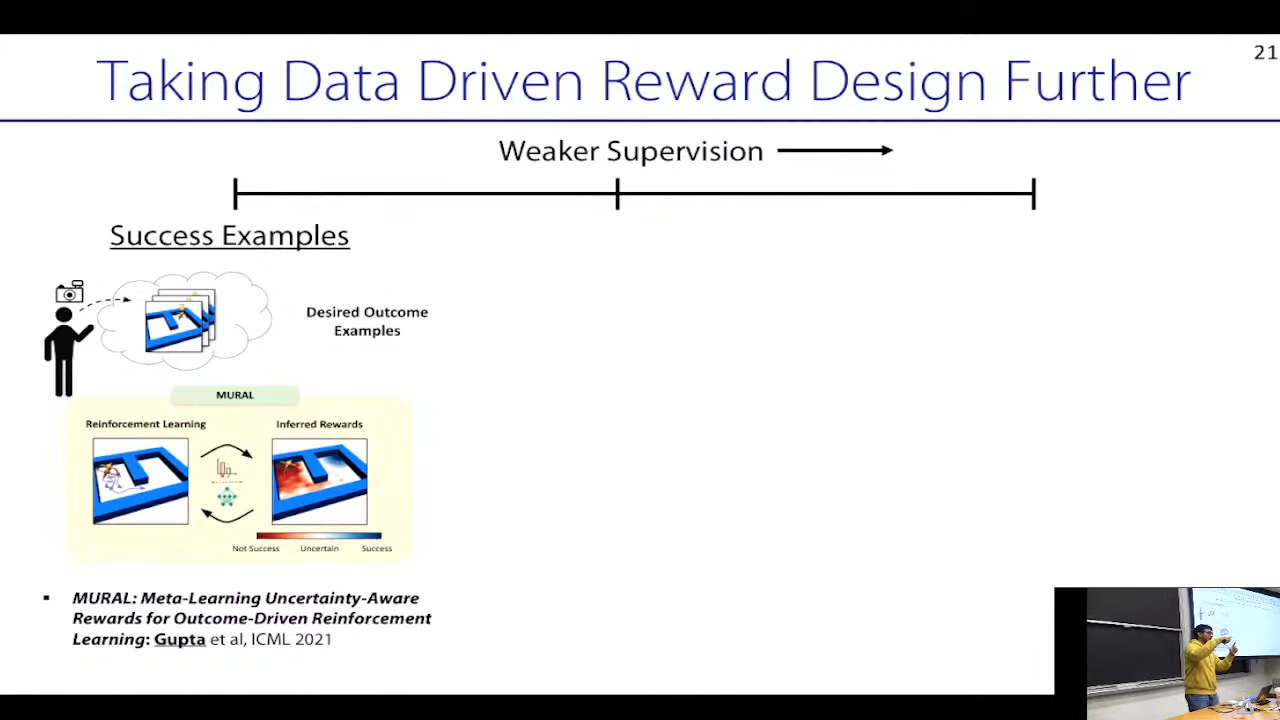 21
Taking Data Driven Reward Design Further
Weaker Supervision
Success Examples
Desired Outcome
Examples
MURAL
Reinforcement Learning
Inferred Rewards
Not Success
Uncertain
Success
▪ MURAL: Meta-Learning Uncertainty-Aware
Rewards for Outcome-Driven Reinforcement
Learning: Gupta et al, ICML 2021